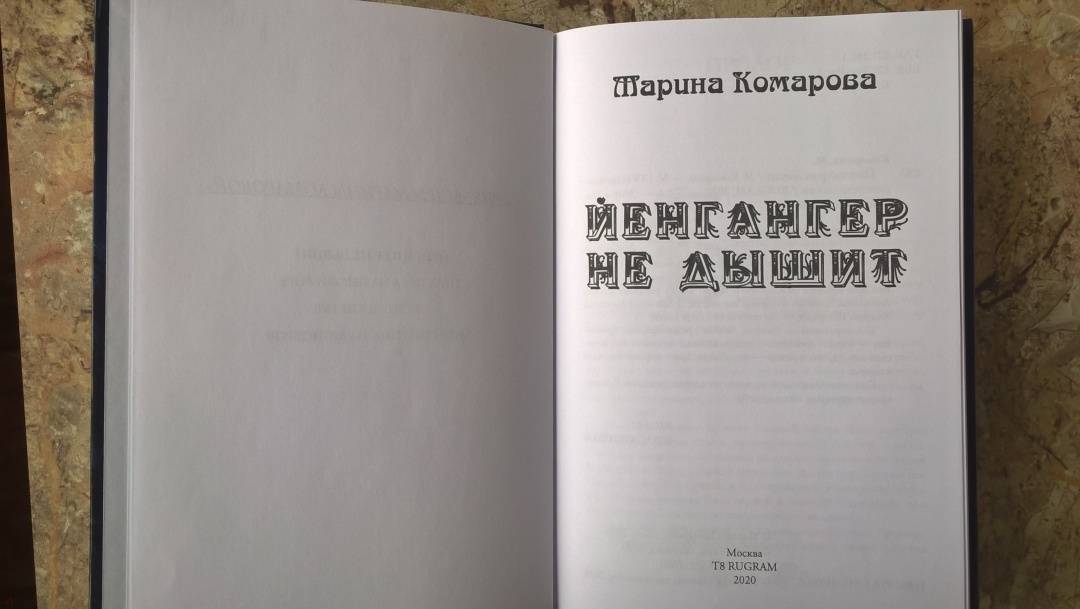 Марина Комарова
ЙЕНГАНГЕР
НЕ ДЫШИТ
Москва
T8 RUGRAM
2020